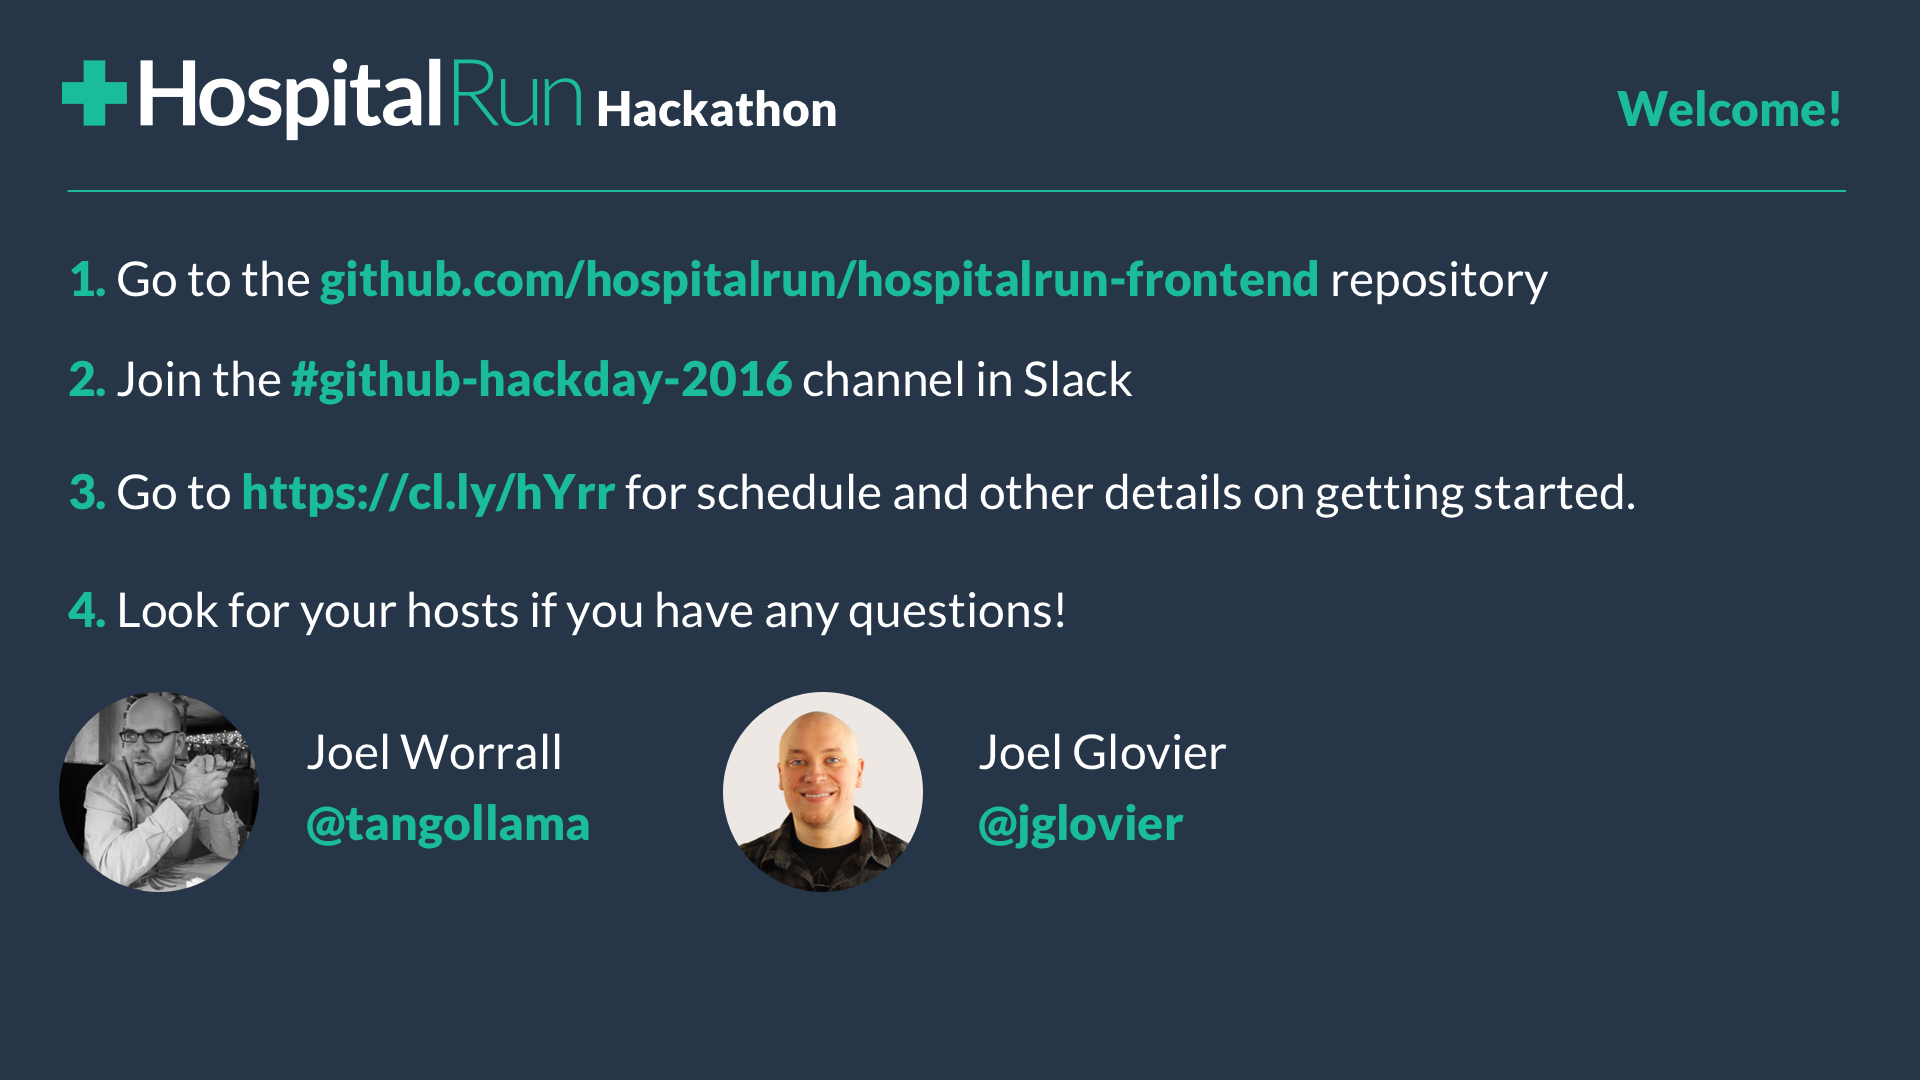 HospitalRun Hackathon
Welcome!
1. Go to the github.com/hospitalrun/hospitalrun-frontend repository
2. Join the #github-hackday-2016 channel in Slack
3. Go to https://cl.ly/hYrr for schedule and other details on getting started.
4. Look for your hosts if you have any questions!
Joel Worrall
@tangollama
Joel Glovier
@jglovier